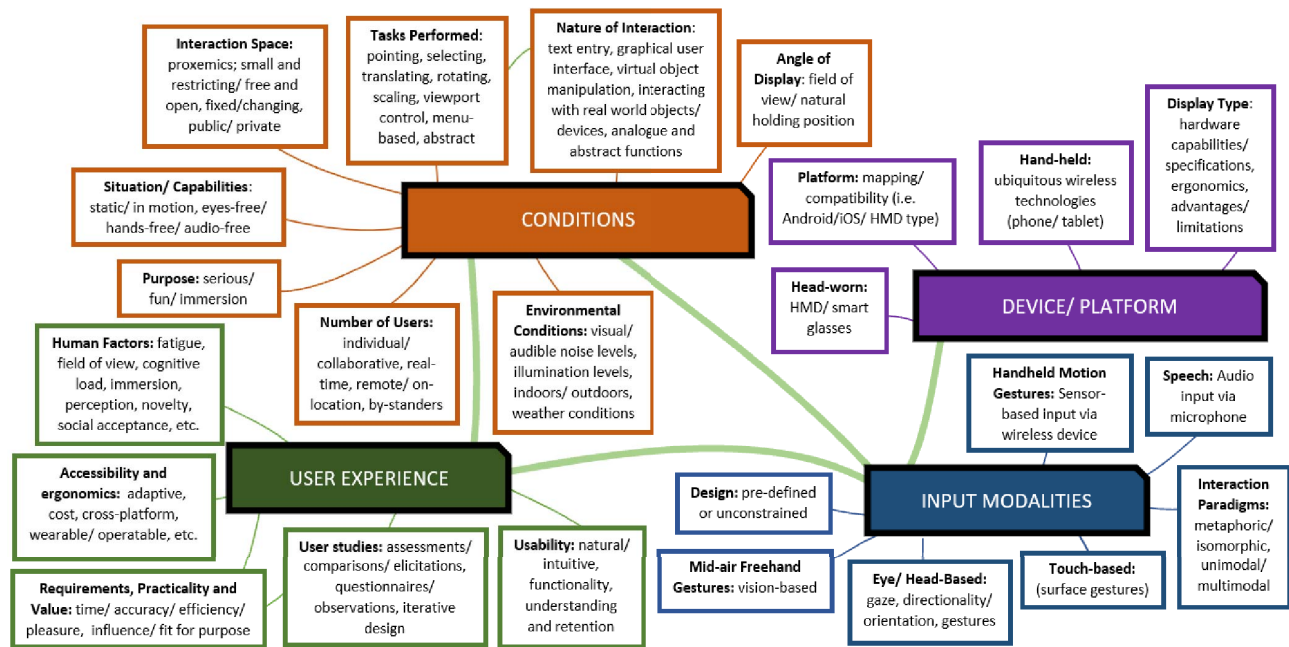 Interaction Space:
proxemics; small and
restricting/ free and
open, fixed/changing,
public/ private
Tasks Performed:
pointing, selecting,
translating, rotating,
scaling, viewport
control, menu-
based, abstract
Nature of Interaction:
text entry, graphical user
interface, virtual object
manipulation, interacting
with real world objects/
devices, analogue and
abstract functions
Angle of
Display: field of
view/ natural
holding position
Situation/ Capabilities:
static/ in motion, eyes-free/
hands-free/ audio-free
Purpose: serious/
fun/ immersion
CONDITIONS
Number of Users:
individual/
collaborative, real-
time, remote/ on-
location, by-standers
Environmental
Conditions: visual/
audible noise levels,
illumination levels,
indoors/ outdoors,
weather conditions
Platform: mapping/
compatibility (i.e.
Android/iOS/ HMD type)
Hand-held:
ubiquitous wireless
technologies
(phone/ tablet)
Display Type:
hardware
capabilities/
specifications,
ergonomics,
advantages/
limitations
Head-worn:
HMD/ smart
glasses
DEVICE/ PLATFORM
Human Factors: fatigue,
field of view, cognitive
load, immersion,
perception, novelty,
social acceptance, etc.
Accessibility and
ergonomics: adaptive,
cost, cross-platform,
wearable/ operatable, etc.
USER EXPERIENCE
Requirements, Practicality and
Value: time/ accuracy/ efficiency/
pleasure, influence/ fit for purpose
User studies: assessments/
comparisons/ elicitations,
questionnaires/
observations, iterative
design
Usability: natural/
intuitive,
functionality,
understanding
and retention
Handheld Motion
Gestures: Sensor-
based input via
wireless device
Speech: Audio
input via
microphone
Design: pre-defined
or unconstrained
INPUT MODALITIES
Interaction
Paradigms:
metaphoric/
isomorphic,
unimodal/
multimodal
Mid-air Freehand
Gestures: vision-based
Eye/ Head-Based:
gaze, directionality/
orientation, gestures
Touch-based:
(surface gestures)